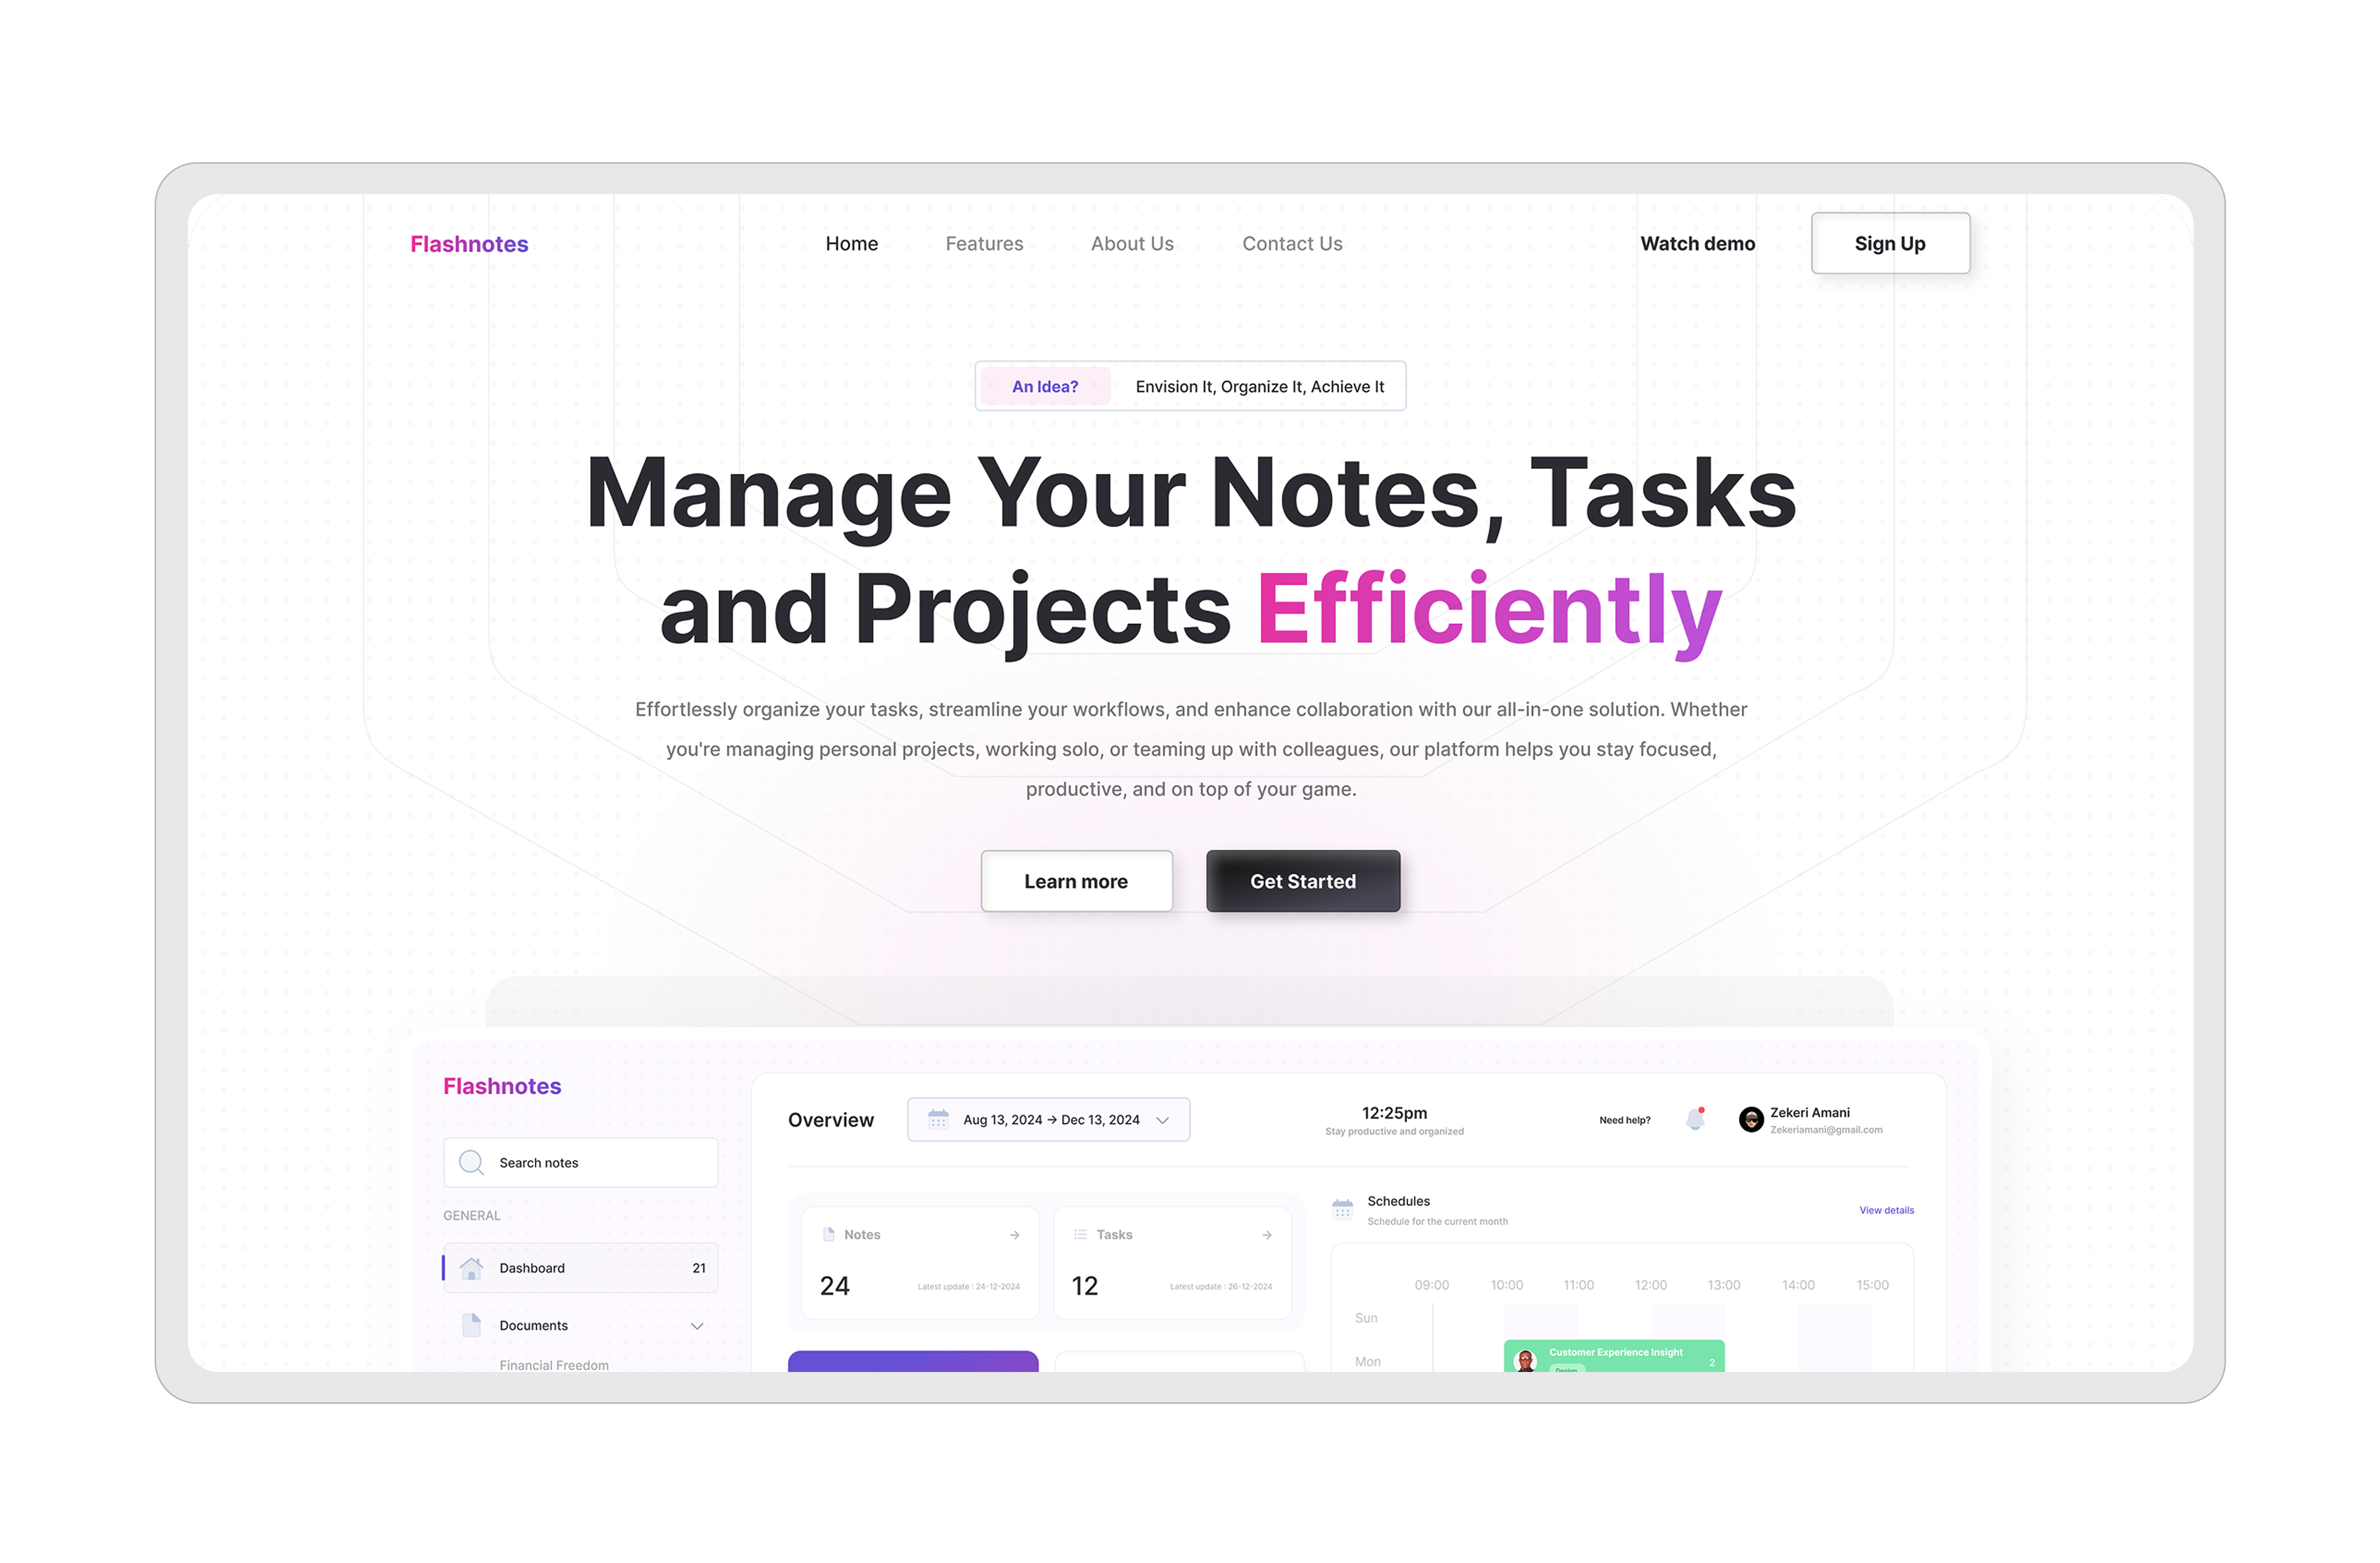 Flashnotes
Home
Features
About Us
Contact Us
Watch demo
Sign Up
An Idea?
Envision It, Organize It, Achieve It
Manage Your Notes, Tasks
and Projects Efficiently
Effortlessly organize your tasks, streamline your workflows, and enhance collaboration with our all-in-one solution. Whether
you're managing personal projects, working solo, or teaming up with colleagues, our platform helps you stay focused,
productive, and on top of your game.
Learn more
Get Started
Flashnotes
Search notes
GENERAL
Dashboard 21
Documents
Financial Freedom
Overview
Aug 13, 2024 → Dec 13, 2024
12:25pm
Stay productive and organized
Need help?
Zekeri Amani
Zekeriamani@gmail.com
Notes
24
Latest update : 24-12-2024
Tasks
12
Latest update : 26-12-2024
Schedules
Schedule for the current month
View details
09:00 10:00 11:00 12:00 13:00 14:00 15:00
Sun
Mon
Customer Experience Insight
2
Design